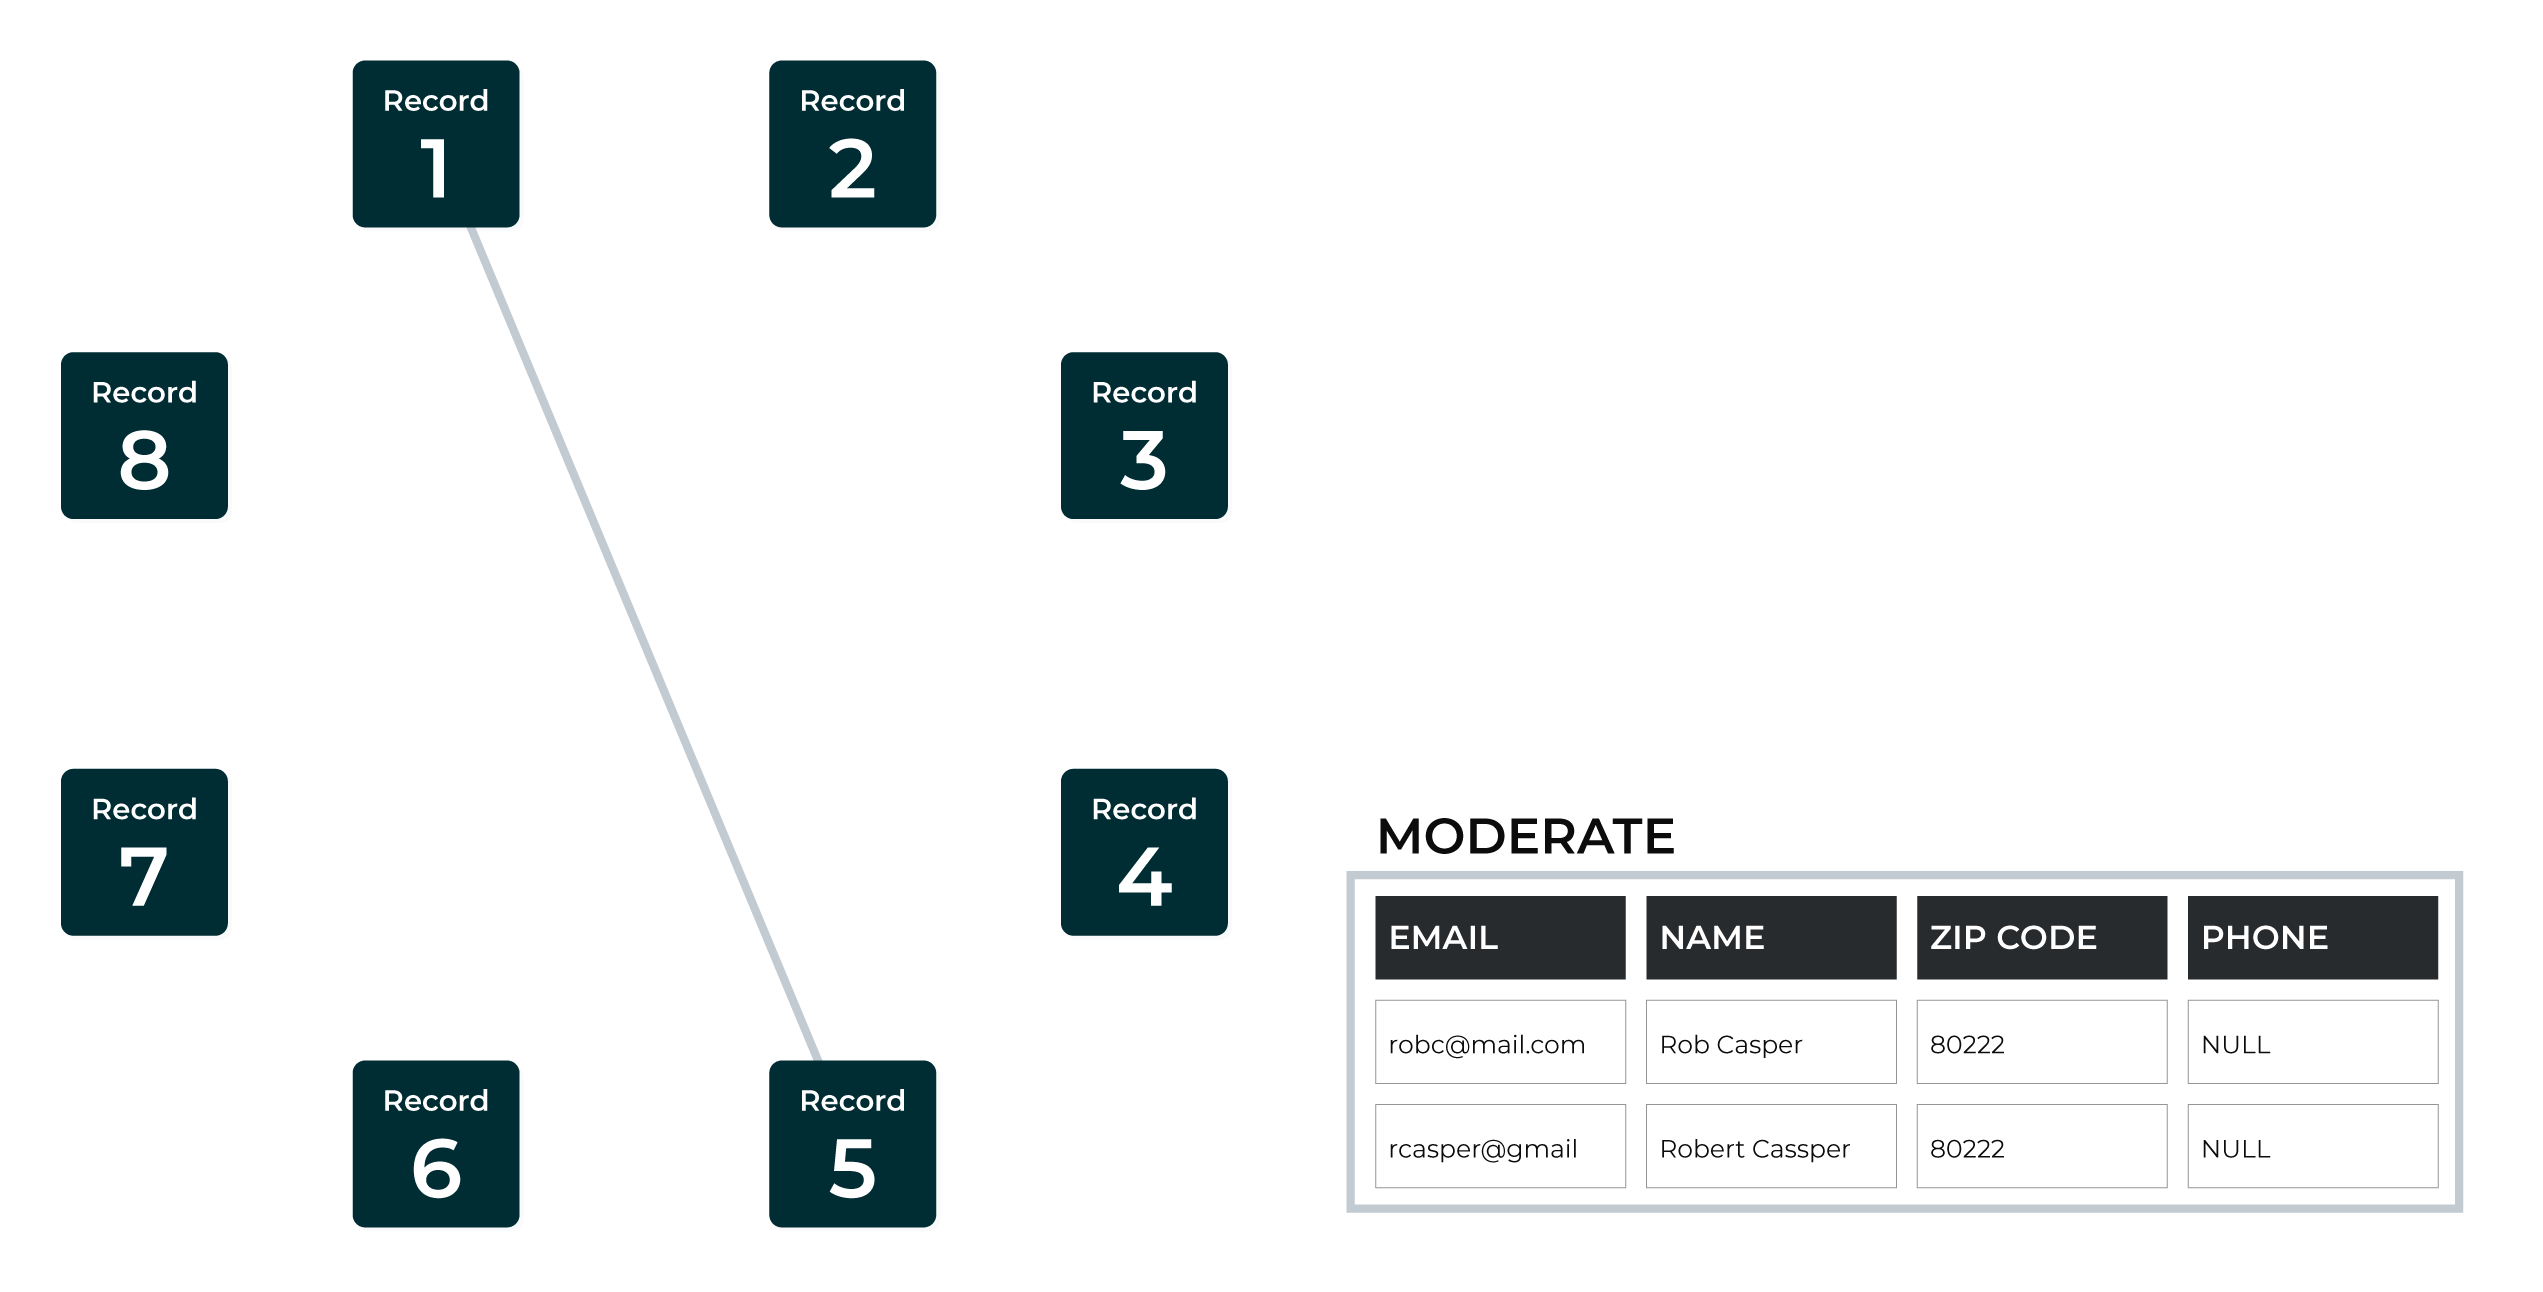 Record
1
Record
2
Record
8
Record
3
Record
7
Record
4
Record
6
Record
5
MODERATE
EMAIL NAME ZIP CODE PHONE
robc@mail.com Rob Casper 80222 NULL
rcasper@gmail Robert Cassper 80222 NULL